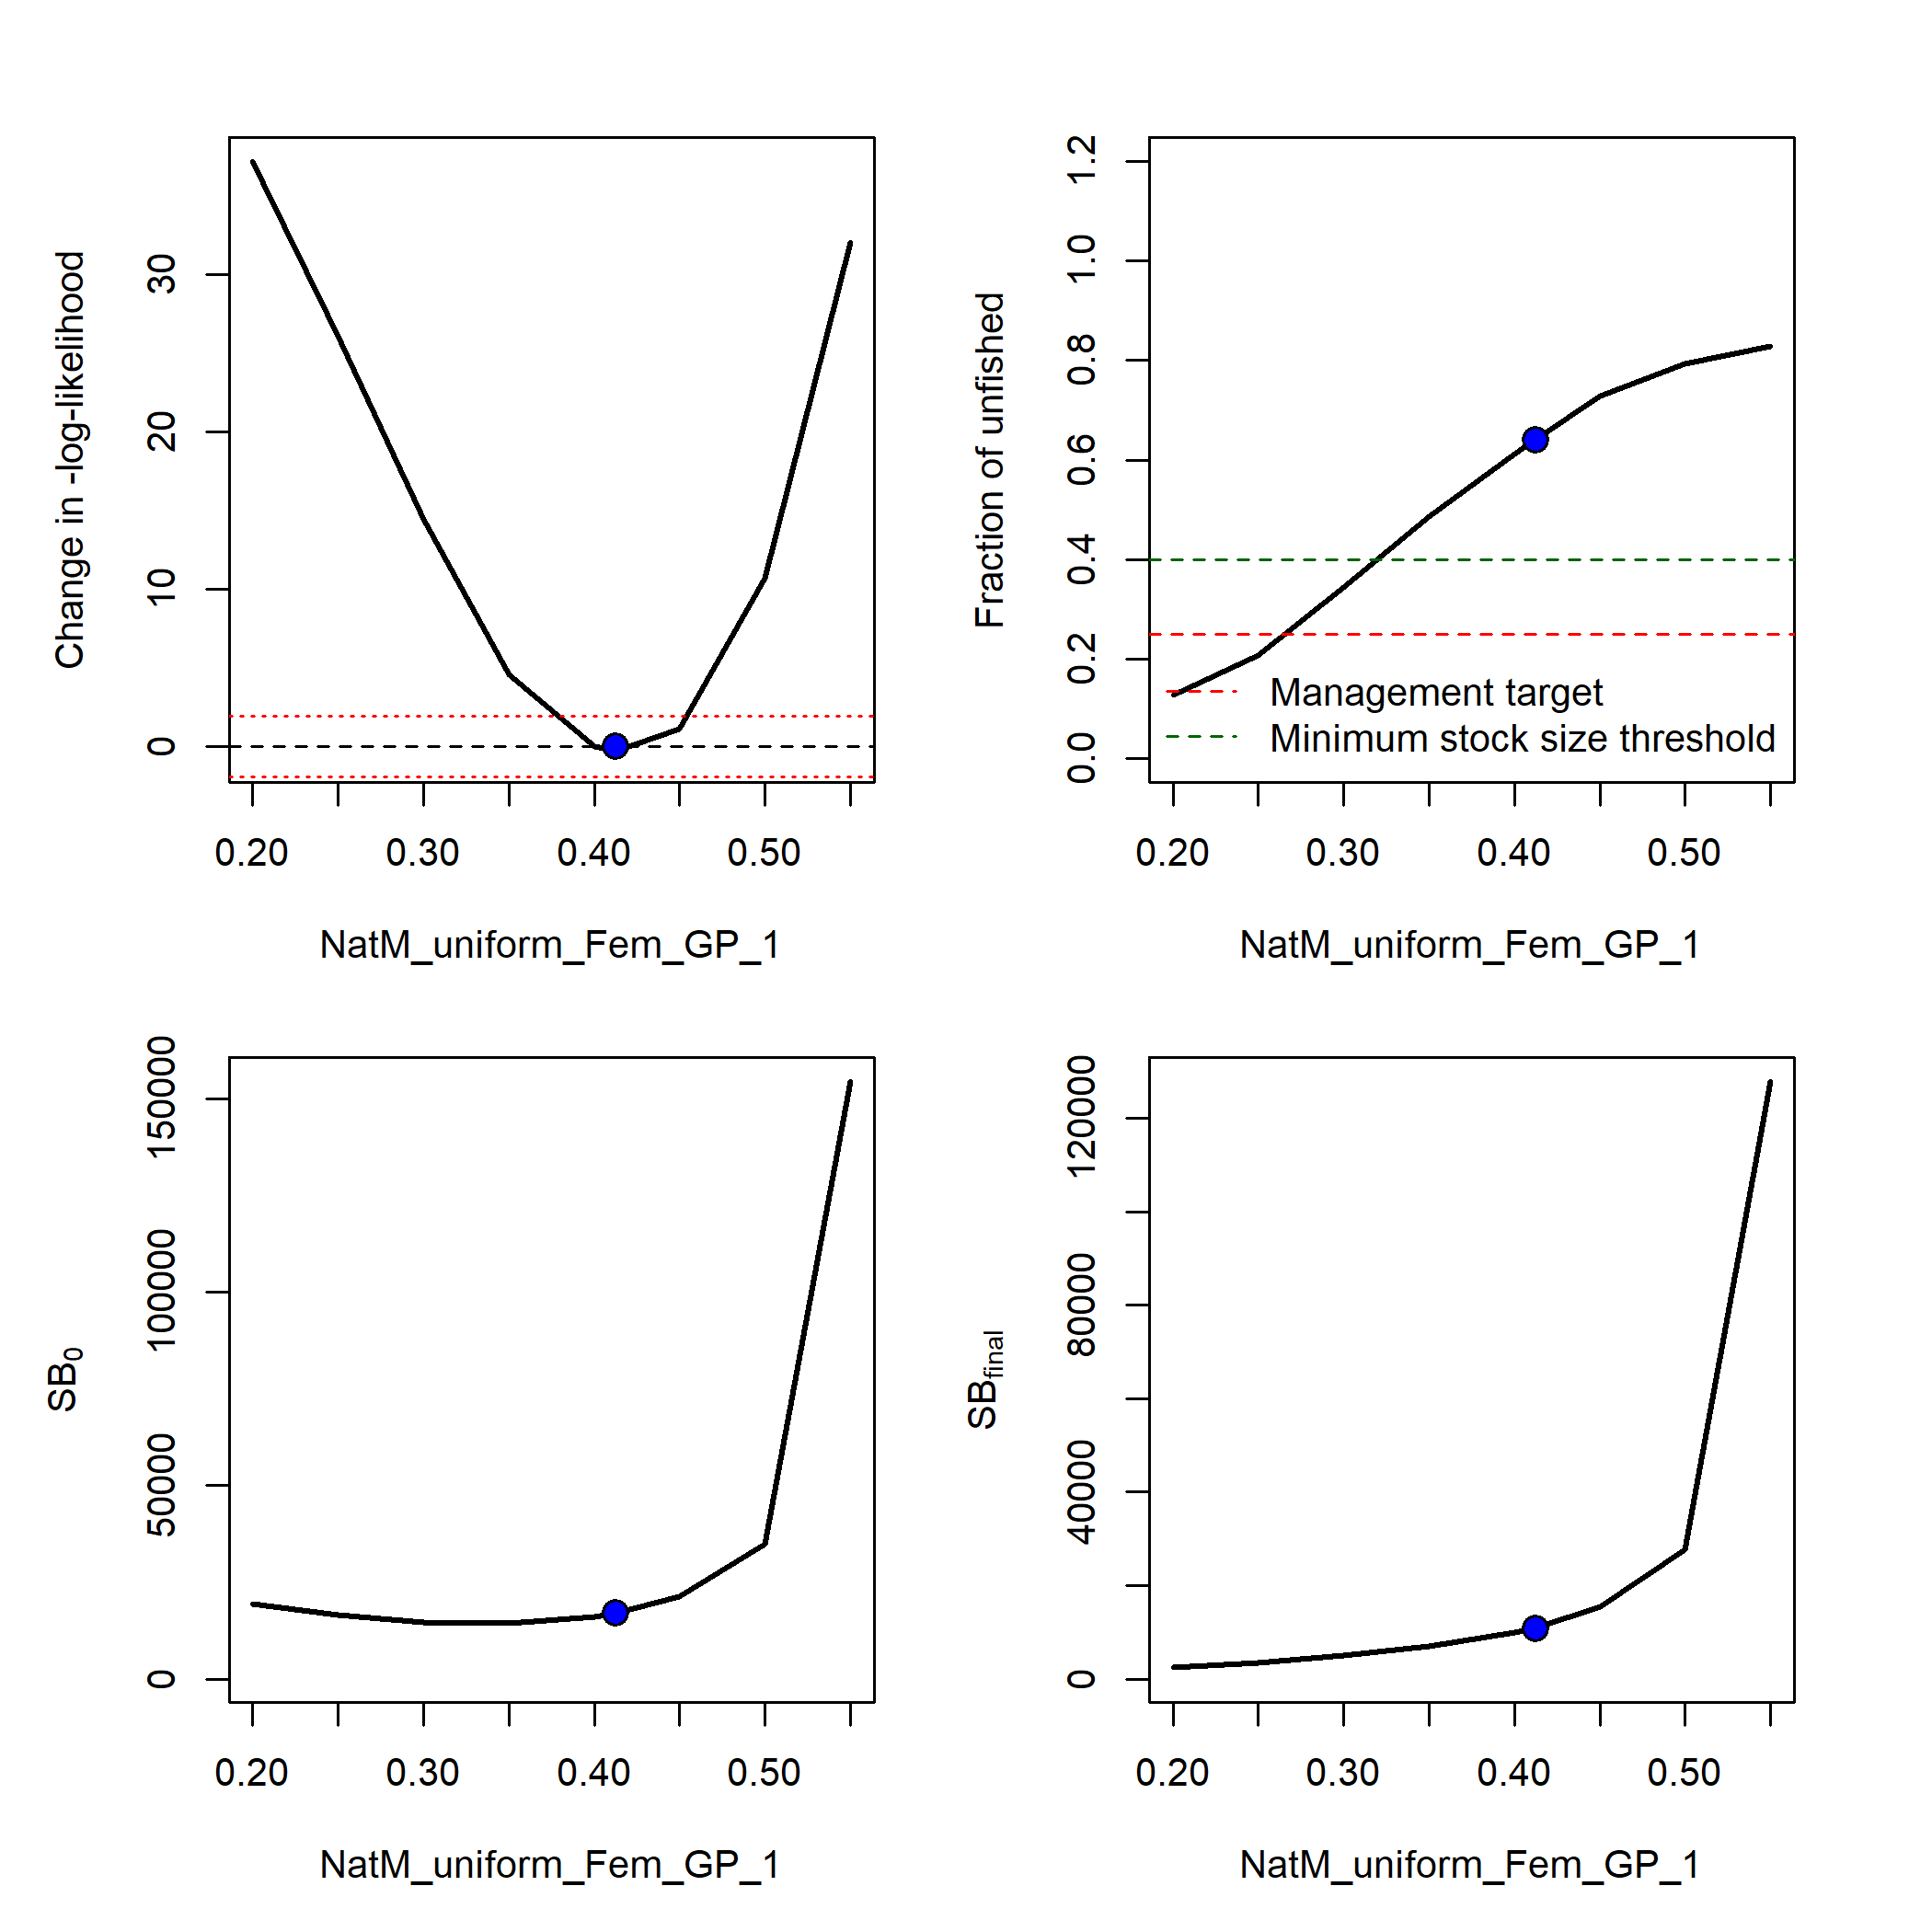 Change in -log-likelihood
0 10 20 30
0.20 0.30 0.40 0.50
NatM_uniform_Fem_GP_1
Fraction of unfished
0.0 0.2 0.4 0.6 0.8 1.0 1.2
Management target
Minimum stock size threshold
0.20 0.30 0.40 0.50
NatM_uniform_Fem_GP_1
SB0
0 50000 100000 150000
0.20 0.30 0.40 0.50
NatM_uniform_Fem_GP_1
SBfinal
0 40000 80000 120000
0.20 0.30 0.40 0.50
NatM_uniform_Fem_GP_1